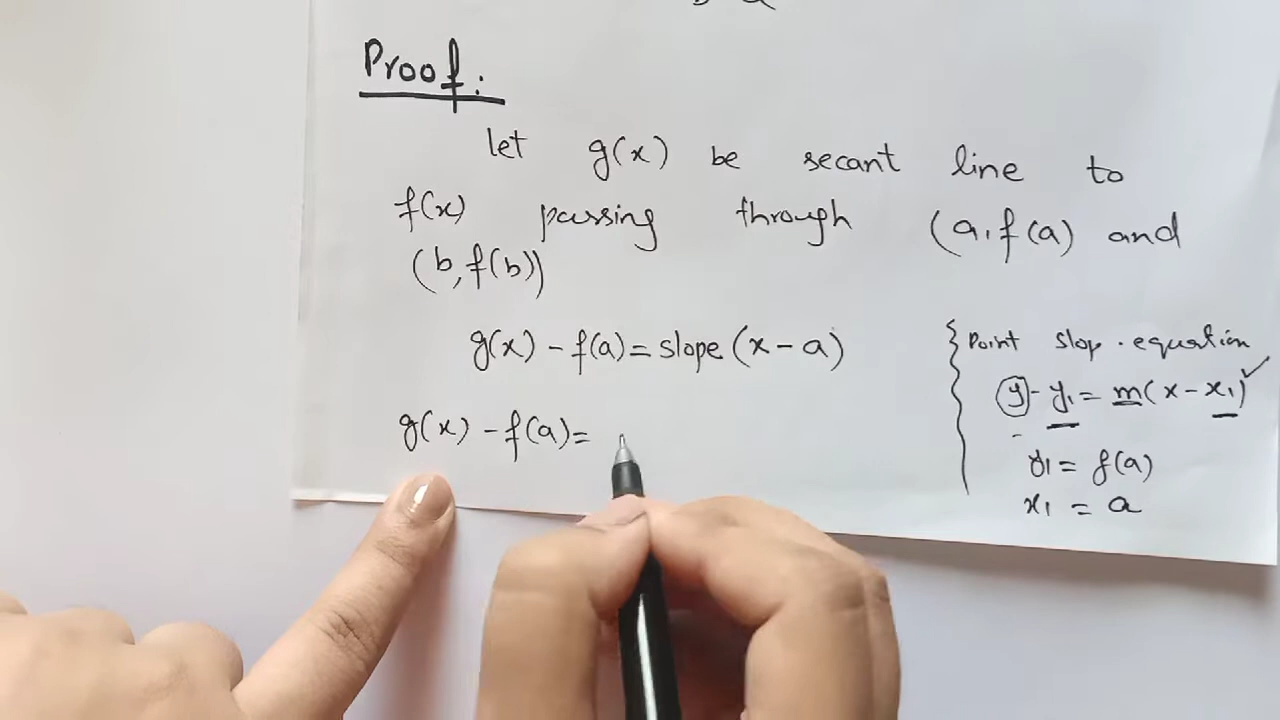 Proof:
let g(x) be secant line to
f(x) passing through (a, f(a) and
(b, f(b))
g(x) - f(a) = slope (x - a)
g(x) - f(a) =
Point slop. equation
y - y₁ = m(x - x₁) ✓
y₁ = f(a)
x₁ = a